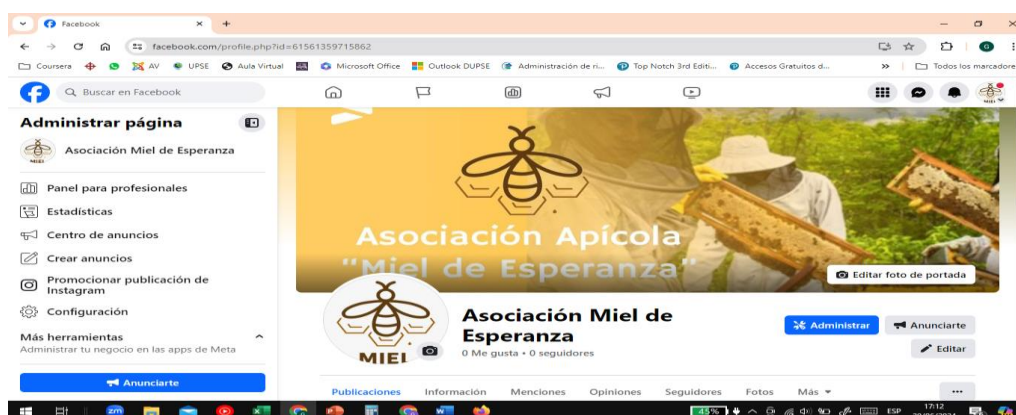 Facebook
facebook.com/profile.php?id=61561359715862
Coursera
AV
UPSE
Aula Virtual
Microsoft Office
Outlook DUPSE
Administración de ri...
Top Notch 3rd Editi...
Accesos Gratuitos d...
»
Todos los marcadores
Buscar en Facebook
Administrar página
Asociación Miel de Esperanza
Panel para profesionales
Estadísticas
Centro de anuncios
Crear anuncios
Promocionar publicación de
Instagram
Configuración
Más herramientas
Administrar tu negocio en las apps de Meta
Anunciarte
Asociación Apícola
"Miel de Esperanza"
Editar foto de portada
MIEL
Asociación Miel de
Esperanza
0 Me gusta • 0 seguidores
Administrar
Anunciarte
Editar
Publicaciones
Información
Menciones
Opiniones
Seguidores
Fotos
Más
45%
ESP
17:12